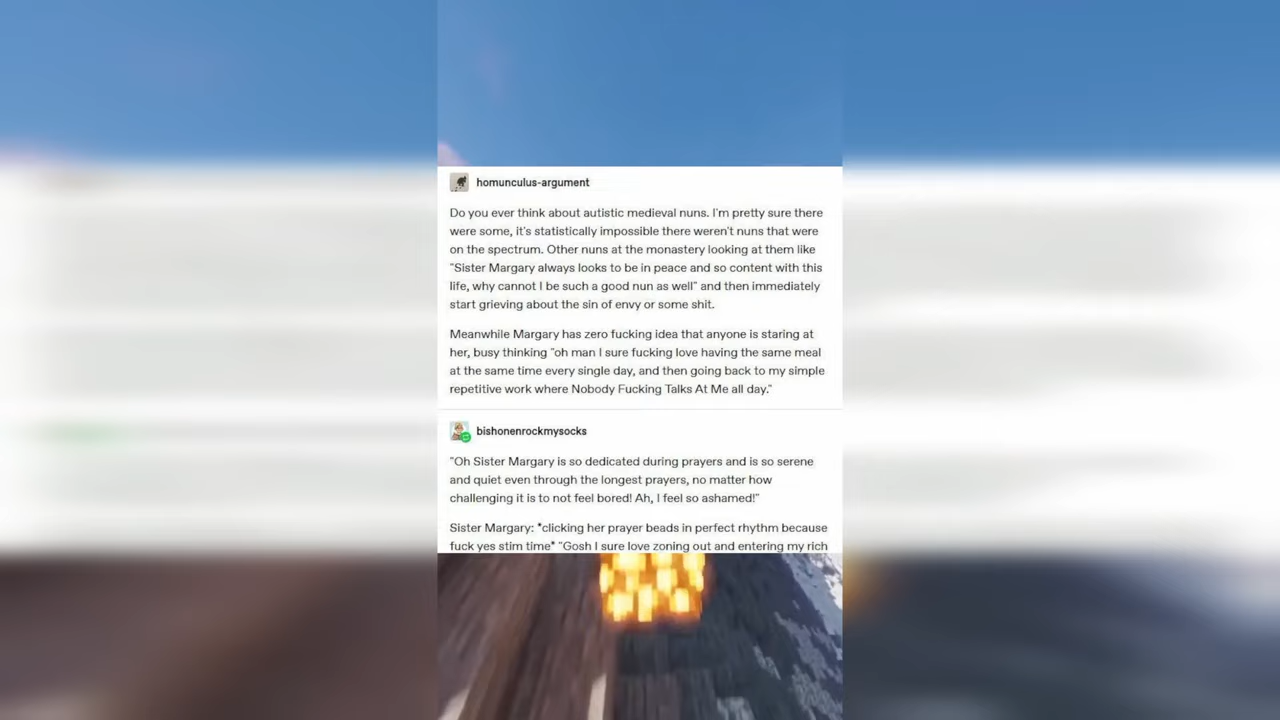 homunculus-argument
Do you ever think about autistic medieval nuns. I'm pretty sure there
were some, it's statistically impossible there weren't nuns that were
on the spectrum. Other nuns at the monastery looking at them like
"Sister Margary always looks to be in peace and so content with this
life, why cannot I be such a good nun as well" and then immediately
start grieving about the sin of envy or some shit.
Meanwhile Margary has zero fucking idea that anyone is staring at
her, busy thinking "oh man I sure fucking love having the same meal
at the same time every single day, and then going back to my simple
repetitive work where Nobody Fucking Talks At Me all day."
bishonenrockmysocks
"Oh Sister Margary is so dedicated during prayers and is so serene
and quiet even through the longest prayers, no matter how
challenging it is to not feel bored! Ah, I feel so ashamed!"
Sister Margary: *clicking her prayer beads in perfect rhythm because
fuck yes stim time* "Gosh I sure love zoning out and entering my rich